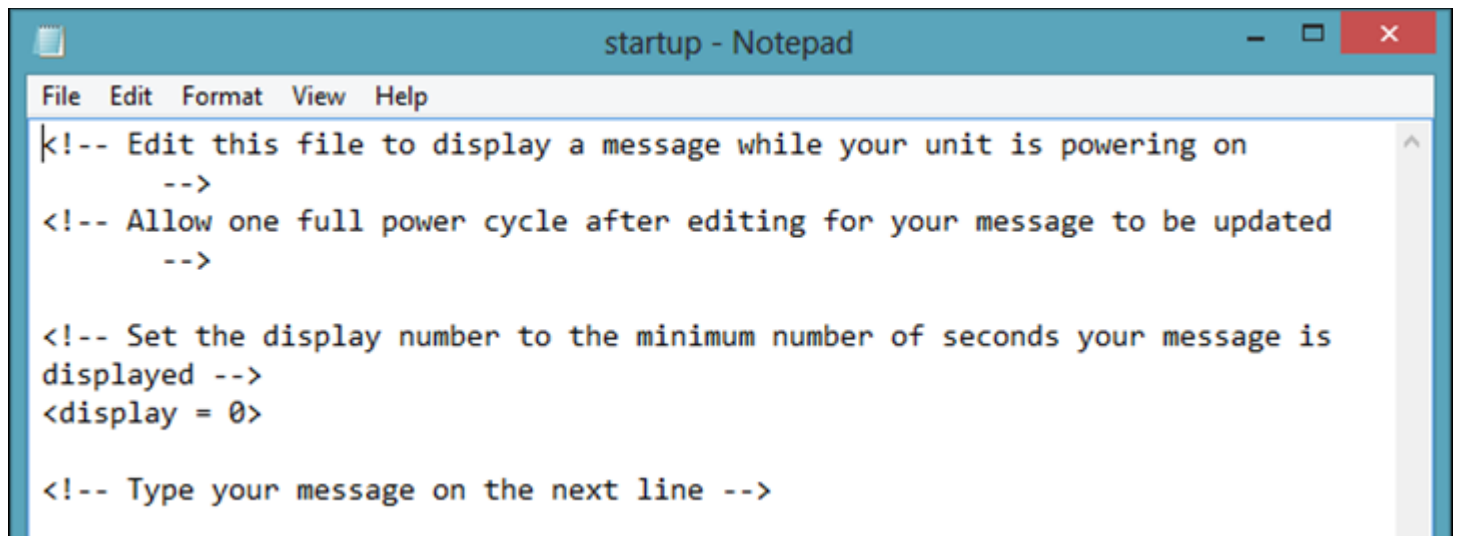 startup - Notepad
File Edit Format View Help
<!-- Edit this file to display a message while your unit is powering on
-->
<!-- Allow one full power cycle after editing for your message to be updated
-->
<!-- Set the display number to the minimum number of seconds your message is
displayed -->
<display = 0>
<!-- Type your message on the next line -->